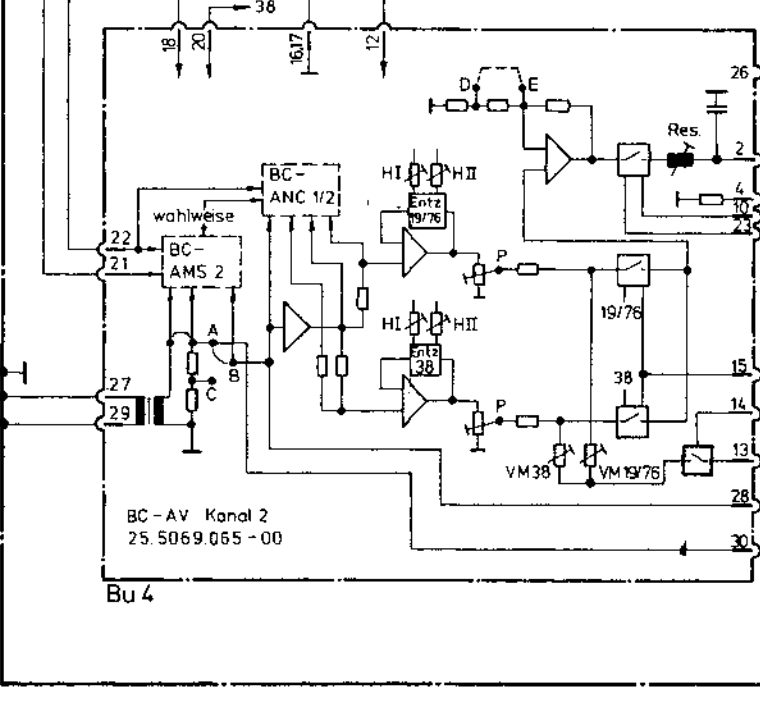 38
18
20
16,17
12
26
D
E
Res.
2
BC-
ANC 1/2
HI
HII
Entz
19/76
4
10
23
wahlweise
22
BC-
AMS 2
21
P
19/76
HI
HII
Entz
38
A
B
C
38
15
27
29
P
14
13
VM38
VM19/76
28
BC-AV Kanal 2
25.5069.065-00
30
Bu 4